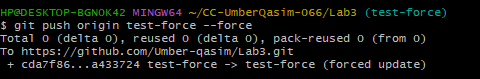 HP@DESKTOP-BGNOK42 MINGW64 ~/CC-UmberQasim-066/Lab3 (test-force)
$ git push origin test-force --force
Total 0 (delta 0), reused 0 (delta 0), pack-reused 0 (from 0)
To https://github.com/Umber-qasim/Lab3.git
 + cda7f86...a433724 test-force -> test-force (forced update)